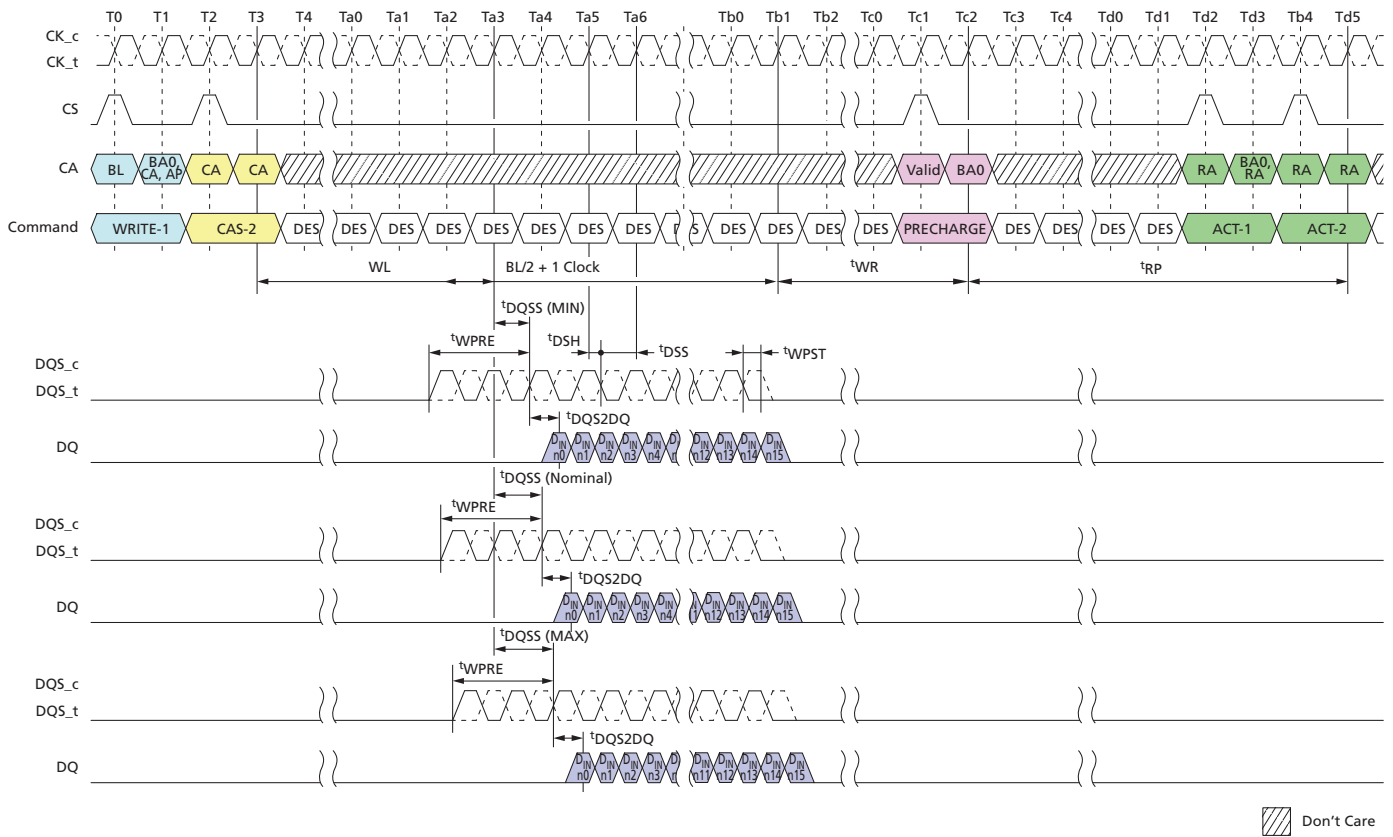 T0 T1 T2 T3 T4 Ta0 Ta1 Ta2 Ta3 Ta4 Ta5 Ta6 Tb0 Tb1 Tb2 Tc0 Tc1 Tc2 Tc3 Tc4 Td0 Td1 Td2 Td3 Tb4 Td5
CK_c
CK_t
CS
CA BL BA0, CA, AP CA CA Valid BA0 RA BA0, RA RA RA
Command WRITE-1 CAS-2 DES DES DES DES DES DES DES DES DES DES DES DES PRECHARGE DES DES DES DES ACT-1 ACT-2
WL BL/2 + 1 Clock tWR tRP
tDQSS (MIN)
tWPRE tDSH tDSS tWPST
DQS_c
DQS_t
tDQS2DQ
DQ DIN n0 DIN n1 DIN n2 DIN n3 DIN n4 DIN n12 DIN n13 DIN n14 DIN n15
tDQSS (Nominal)
tWPRE
DQS_c
DQS_t
tDQS2DQ
DQ DIN n0 DIN n1 DIN n2 DIN n3 DIN n4 DIN n12 DIN n13 DIN n14 DIN n15
tDQSS (MAX)
tWPRE
DQS_c
DQS_t
tDQS2DQ
DQ DIN n0 DIN n1 DIN n2 DIN n3 DIN n11 DIN n12 DIN n13 DIN n14 DIN n15
Don't Care